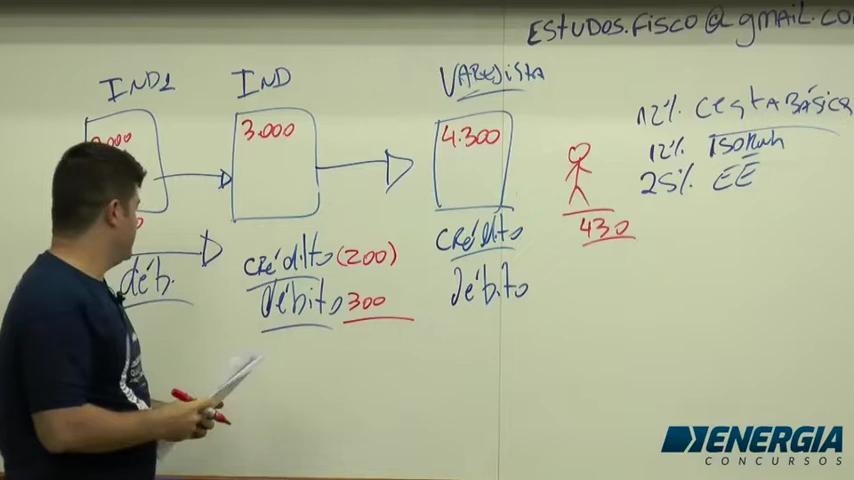 ESTUDOS.FISCO@GMAIL.CO
IND1 IND VAREJISTA
.000 3.000 4.300
12% CESTA BÁSICA
12%
25% EE
430
CRÉDITO (200) CRÉDITO
déb. débito 300 débito
ENERGIA
CONCURSOS